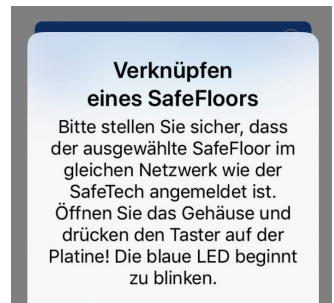 Verknüpfen
eines SafeFloors
Bitte stellen Sie sicher, dass
der ausgewählte SafeFloor im
gleichen Netzwerk wie der
SafeTech angemeldet ist.
Öffnen Sie das Gehäuse und
drücken den Taster auf der
Platine! Die blaue LED beginnt
zu blinken.